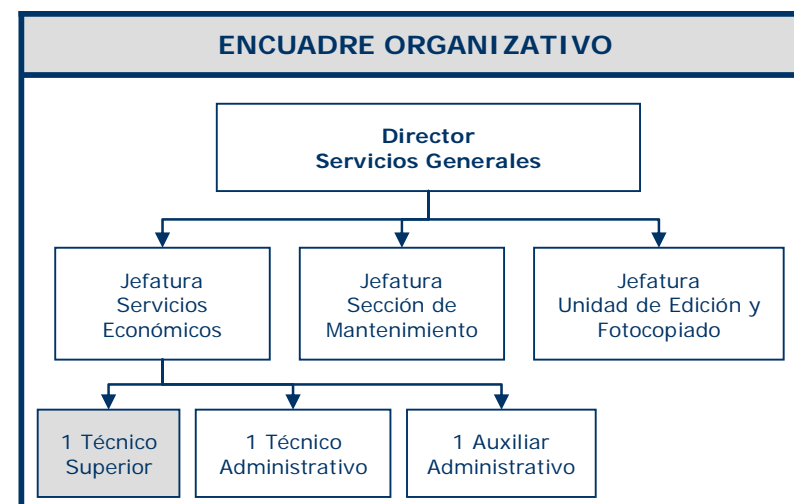 ENCUADRE ORGANIZATIVO
Director
Servicios Generales
Jefatura
Servicios
Económicos
Jefatura
Sección de
Mantenimiento
Jefatura
Unidad de Edición y
Fotocopiado
1 Técnico
Superior
1 Técnico
Administrativo
1 Auxiliar
Administrativo